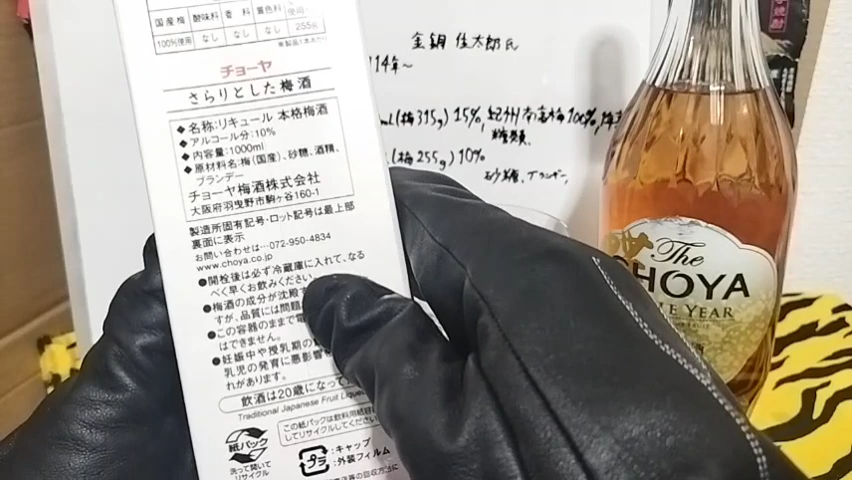 国産梅 酸味料 香料 着色料 使用
100%使用 なし なし なし 255g
チョーヤ
さらりとした梅酒
◆名称:リキュール 本格梅酒
◆アルコール分:10%
◆内容量:1000ml
◆原材料名:梅(国産)、砂糖、酒精、
ブランデー
チョーヤ梅酒株式会社
大阪府羽曳野市駒ヶ谷160-1
製造所固有記号・ロット記号は最上部
裏面に表示
お問い合わせは…072-950-4834
www.choya.co.jp
●開栓後は必ず冷蔵庫に入れて、なる
べく早くお飲みください。
●梅酒の成分が沈殿
すが、品質には問題
●この容器のままで
はできません。
●妊娠中や授乳期の
乳児の発育に悪影響
れがあります。
飲酒は20歳になって
Traditional Japanese Fruit
この紙パックは飲料用紙容器
してリサイクルしてください
紙パック
洗って開いて
リサイクル
プラ
:キャップ
:外装フィルム
金銅 佳太郎氏
114年〜
(梅315g) 15%, 紀州南高梅100%,
糖類.
(梅255g) 10%
砂糖、ブランデー,
The
CHOYA
YEAR